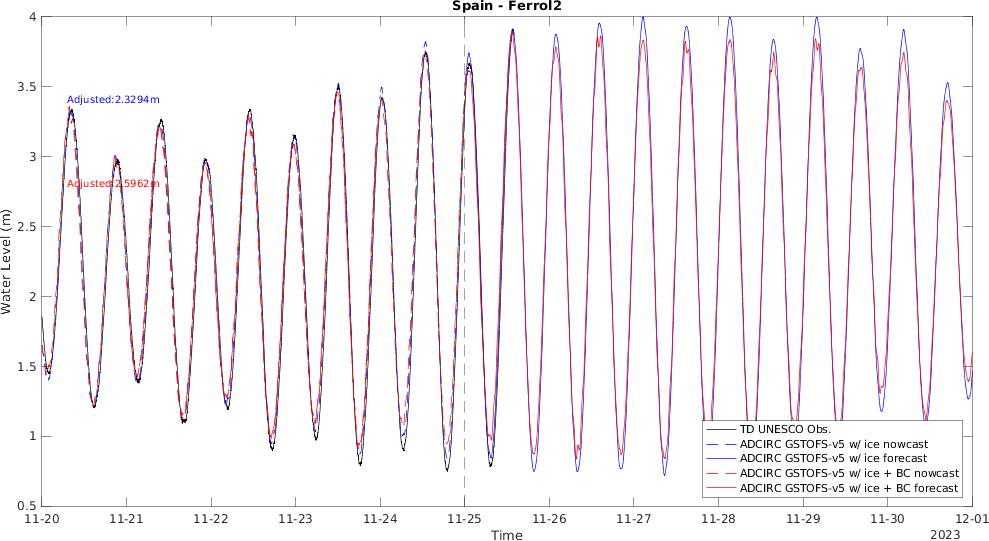 Spain - Ferrol2
4
3.5
3
2.5
2
1.5
1
0.5
Water Level (m)
Adjusted:2.3294m
Adjusted:2.5962m
TD UNESCO Obs.
ADCIRC GSTOFS-v5 w/ ice nowcast
ADCIRC GSTOFS-v5 w/ ice forecast
ADCIRC GSTOFS-v5 w/ ice + BC nowcast
ADCIRC GSTOFS-v5 w/ ice + BC forecast
11-20 11-21 11-22 11-23 11-24 11-25 11-26 11-27 11-28 11-29 11-30 12-01
Time
2023